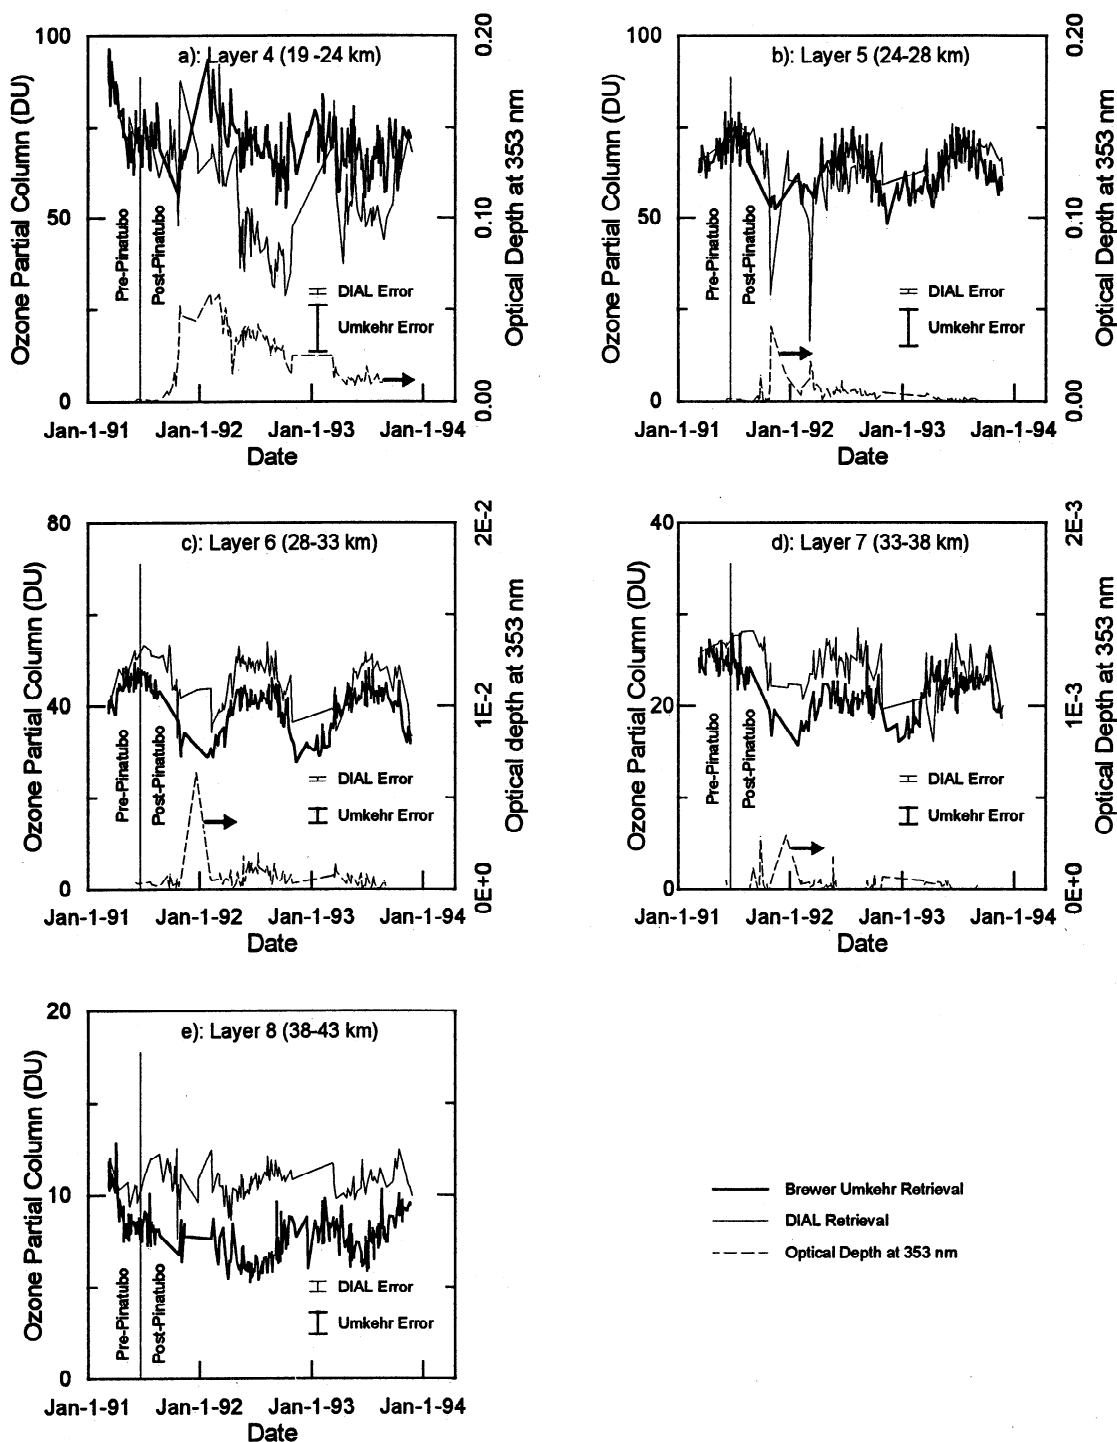 a): Layer 4 (19 -24 km)
100
50
0
0.20
0.10
0.00
Ozone Partial Column (DU)
Optical Depth at 353 nm
Pre-Pinatubo
Post-Pinatubo
DIAL Error
Umkehr Error
Jan-1-91 Jan-1-92 Jan-1-93 Jan-1-94
Date
b): Layer 5 (24-28 km)
100
50
0
0.20
0.10
0.00
Ozone Partial Column (DU)
Optical Depth at 353 nm
Pre-Pinatubo
Post-Pinatubo
DIAL Error
Umkehr Error
Jan-1-91 Jan-1-92 Jan-1-93 Jan-1-94
Date
c): Layer 6 (28-33 km)
80
40
0
2E-2
1E-2
0E+0
Ozone Partial Column (DU)
Optical depth at 353 nm
Pre-Pinatubo
Post-Pinatubo
DIAL Error
Umkehr Error
Jan-1-91 Jan-1-92 Jan-1-93 Jan-1-94
Date
d): Layer 7 (33-38 km)
40
20
0
2E-3
1E-3
0E+0
Ozone Partial Column (DU)
Optical Depth at 353 nm
Pre-Pinatubo
Post-Pinatubo
DIAL Error
Umkehr Error
Jan-1-91 Jan-1-92 Jan-1-93 Jan-1-94
Date
e): Layer 8 (38-43 km)
20
10
0
Ozone Partial Column (DU)
Pre-Pinatubo
Post-Pinatubo
DIAL Error
Umkehr Error
Jan-1-91 Jan-1-92 Jan-1-93 Jan-1-94
Date
Brewer Umkehr Retrieval
DIAL Retrieval
Optical Depth at 353 nm